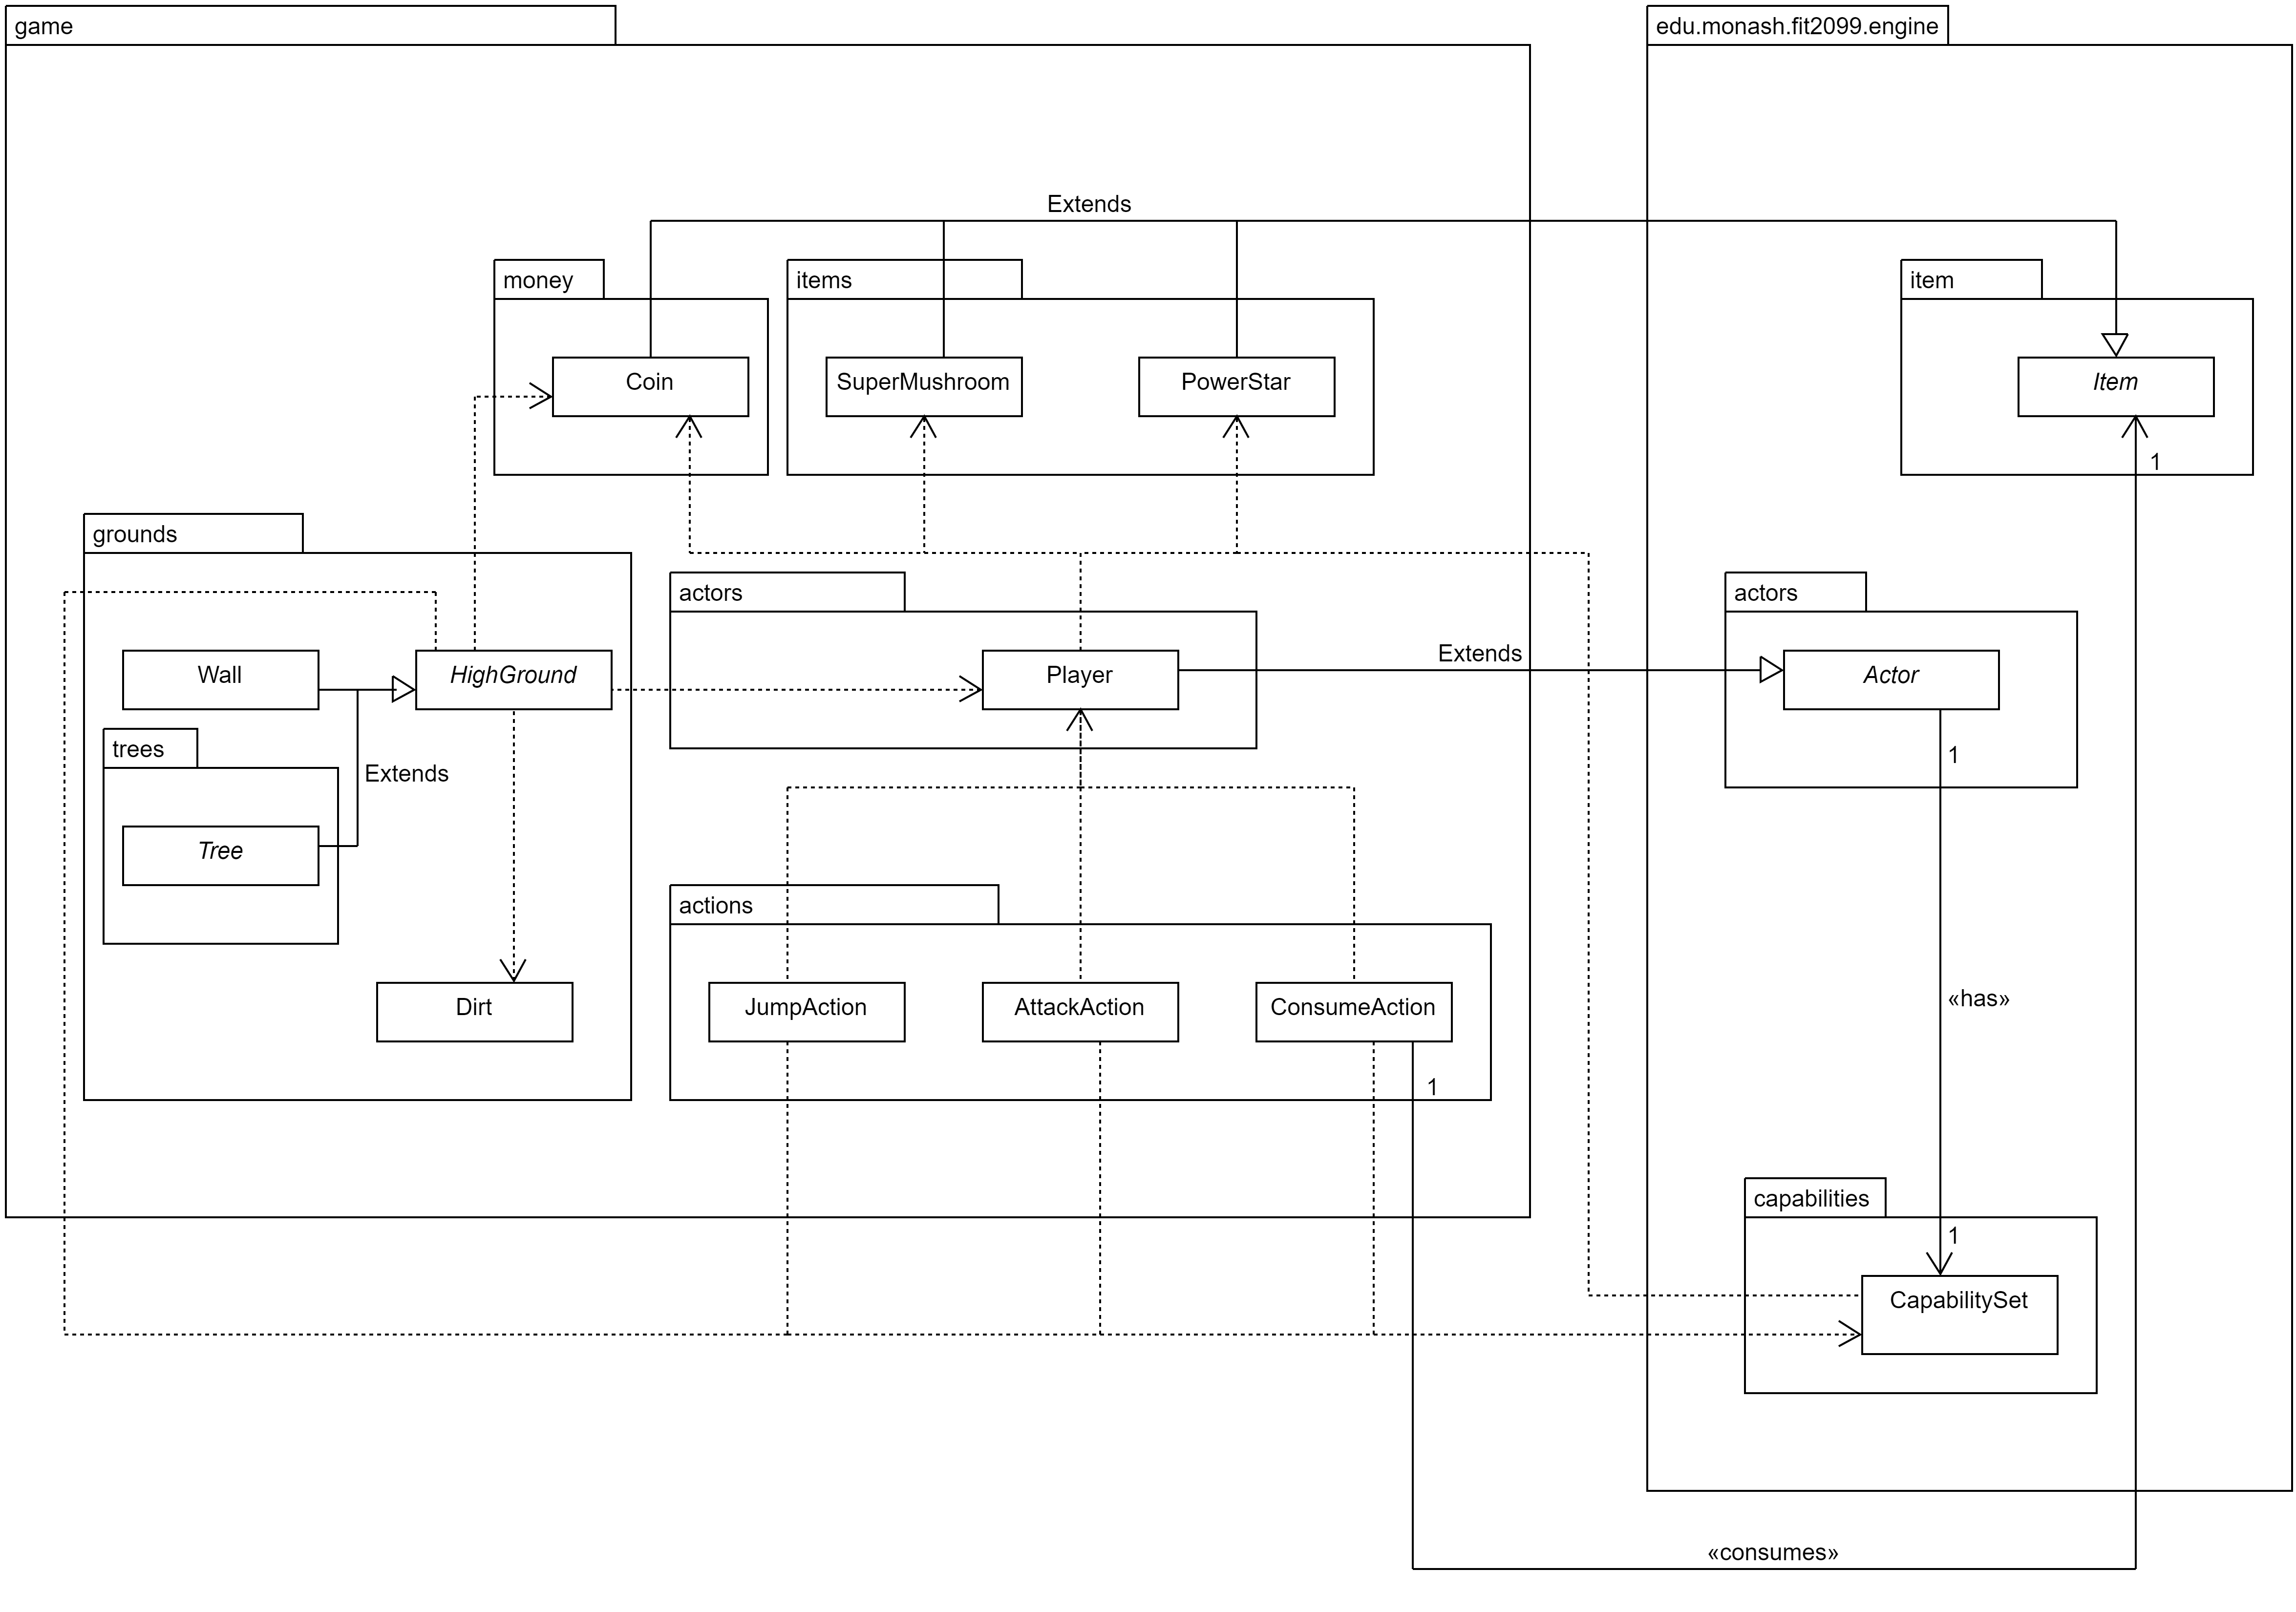 game
edu.monash.fit2099.engine
Extends
money
items
item
Coin
SuperMushroom
PowerStar
Item
1
grounds
actors
actors
Extends
Wall
HighGround
Player
Actor
trees
Extends
1
Tree
actions
«has»
Dirt
JumpAction
AttackAction
ConsumeAction
1
capabilities
1
CapabilitySet
«consumes»